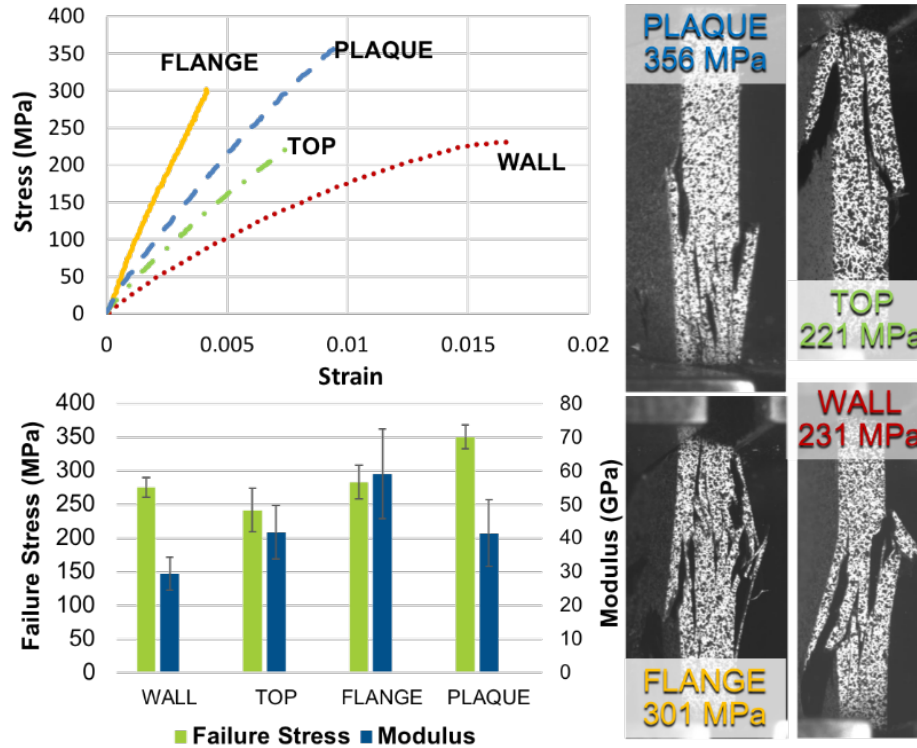 400
350
300
250
200
150
100
50
0
Stress (MPa)
FLANGE
PLAQUE
TOP
WALL
0
0.005
0.01
0.015
0.02
Strain
400
350
300
250
200
150
100
50
0
Failure Stress (MPa)
80
70
60
50
40
30
20
10
0
Modulus (GPa)
WALL
TOP
FLANGE
PLAQUE
Failure Stress
Modulus
PLAQUE
356 MPa
TOP
221 MPa
FLANGE
301 MPa
WALL
231 MPa